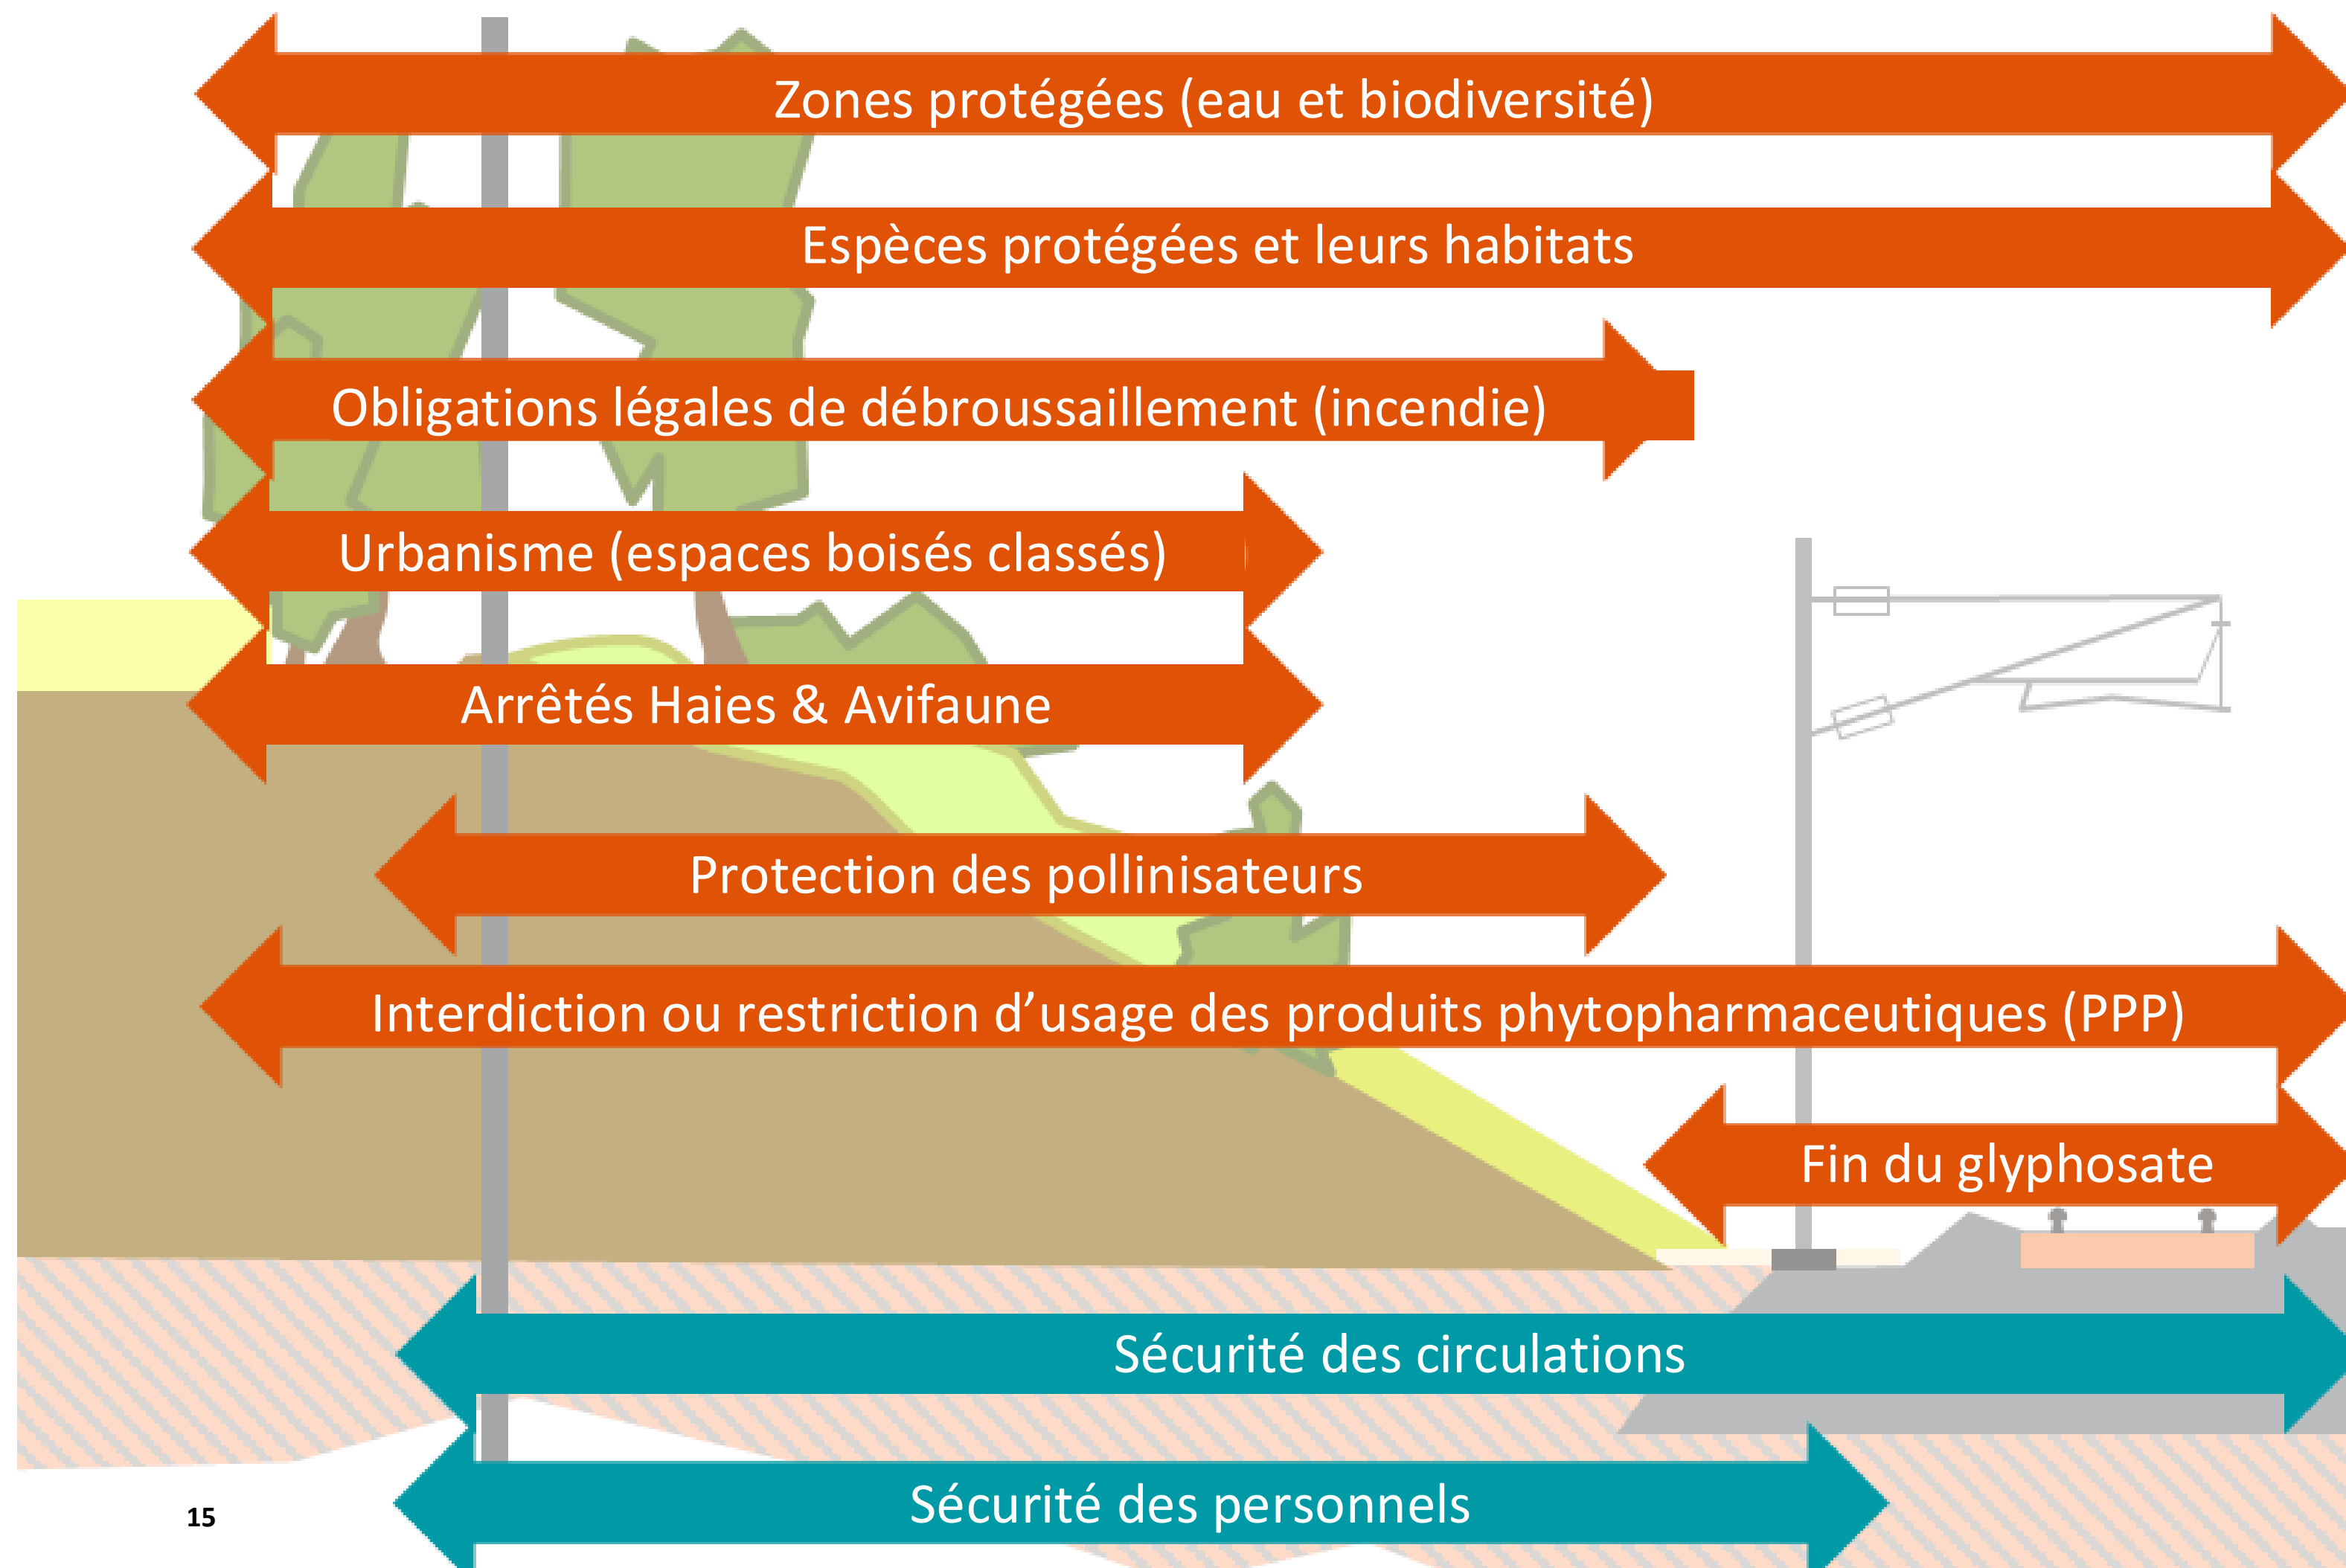 Zones protégées (eau et biodiversité)
Espèces protégées et leurs habitats
Obligations légales de débroussaillement (incendie)
Urbanisme (espaces boisés classés)
Arrêtés Haies & Avifaune
Protection des pollinisateurs
Interdiction ou restriction d’usage des produits phytopharmaceutiques (PPP)
Fin du glyphosate
Sécurité des circulations
Sécurité des personnels
15